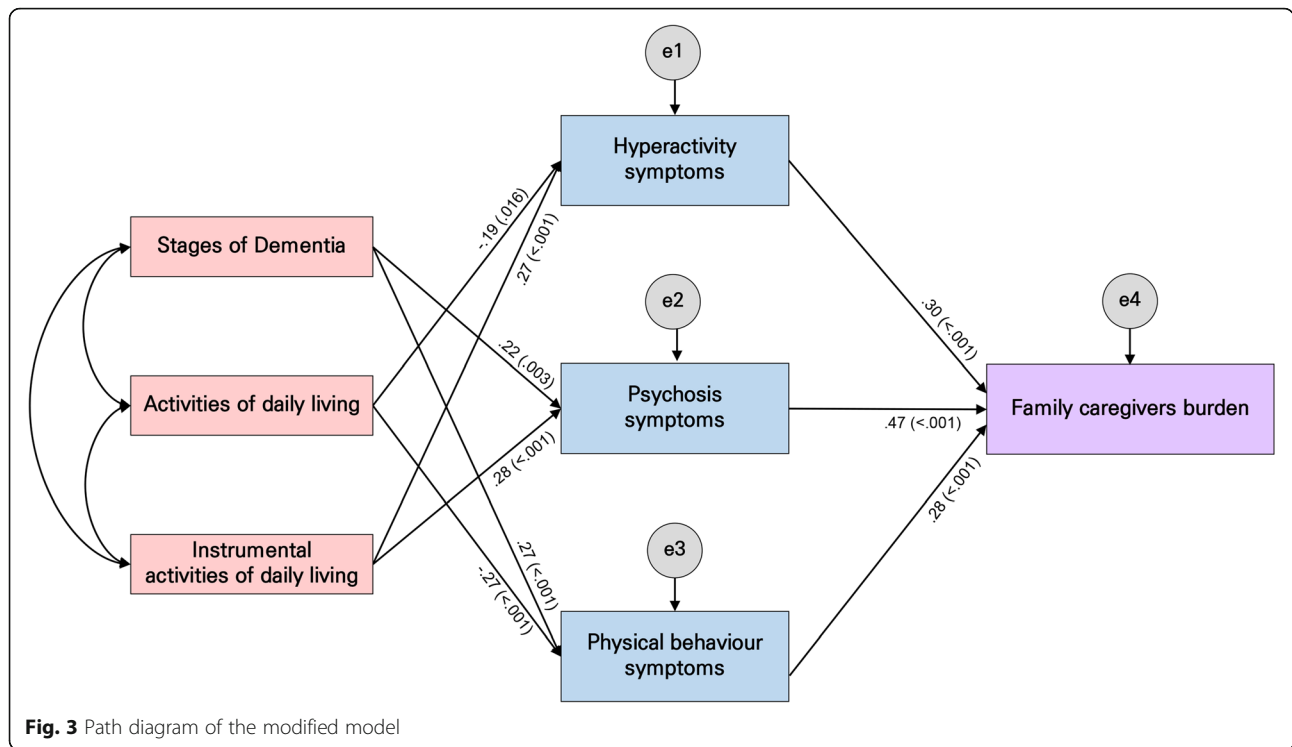 e1
Hyperactivity
symptoms
-.19 (.016)
.27 (<.001)
Stages of Dementia
e2
e4
.30 (<.001)
.22 (.003)
Activities of daily living
Psychosis
symptoms
.47 (<.001)
Family caregivers burden
.28 (<.001)
.28 (<.001)
Instrumental
activities of daily living
e3
.27 (<.001)
-.27 (<.001)
Physical behaviour
symptoms
Fig. 3 Path diagram of the modified model